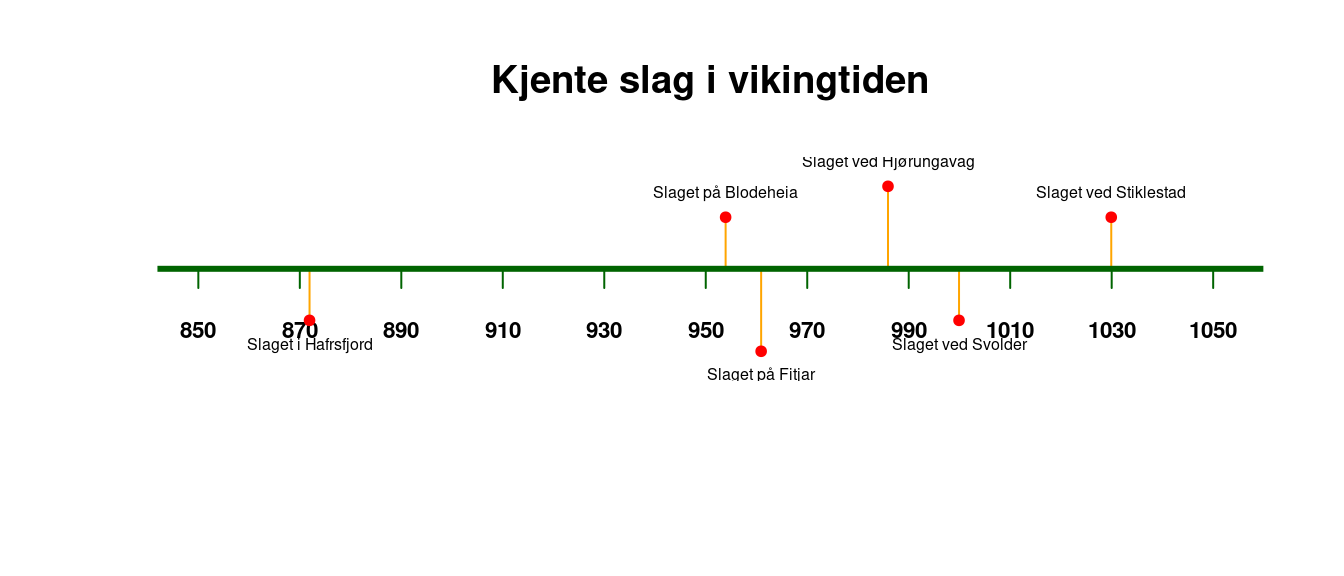 Kjente slag i vikingtiden
Slaget ved Hjørungavåg
Slaget på Blodeheia
Slaget ved Stiklestad
850 870 890 910 930 950 970 990 1010 1030 1050
Slaget i Hafrsfjord
Slaget ved Svolder
Slaget på Fitjar